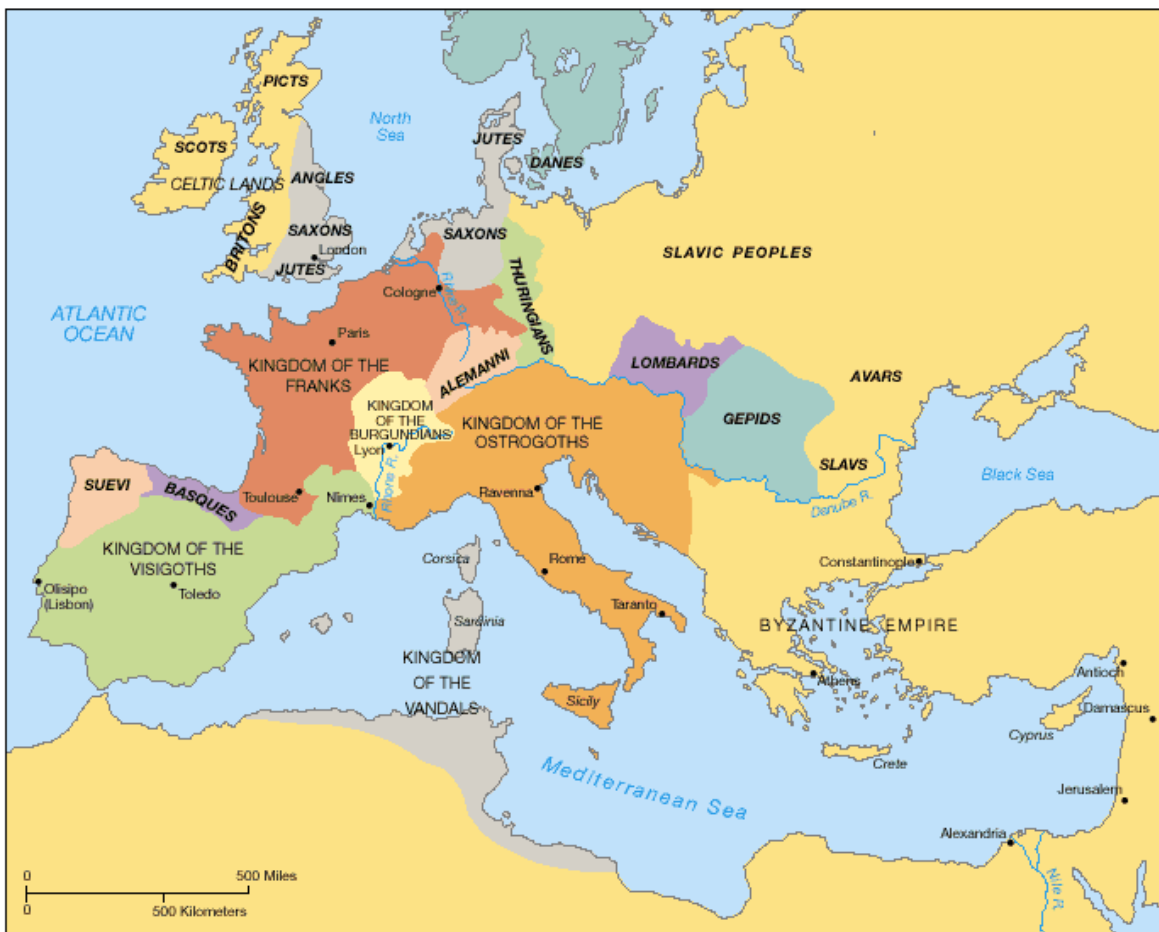 PICTS
North
Sea
SCOTS
JUTES
DANES
CELTIC LANDS
ANGLES
BRITONS
SAXONS
London
JUTES
SAXONS
THURINGIANS
SLAVIC PEOPLES
Cologne
Rhine R.
ATLANTIC
OCEAN
Paris
KINGDOM OF THE
FRANKS
ALEMANNI
LOMBARDS
AVARS
KINGDOM
OF THE
BURGUNDIANS
Lyon
KINGDOM OF THE
OSTROGOTHS
GEPIDS
SLAVS
Black Sea
SUEVI
BASQUES
Toulouse
Nîmes
Rhone R.
Ravenna
Danube R.
KINGDOM OF THE
VISIGOTHS
Olisipo
(Lisbon)
Toledo
Corsica
Rome
Constantinople
Sardinia
Taranto
BYZANTINE EMPIRE
KINGDOM
OF THE
VANDALS
Sicily
Athens
Antioch
Damascus
Cyprus
Crete
Mediterranean Sea
Jerusalem
Alexandria
Nile R.
0
500 Miles
0
500 Kilometers